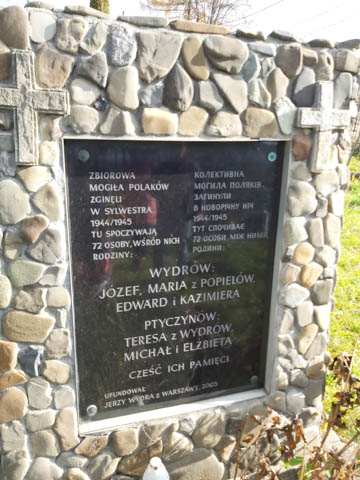 ZBIOROWA
MOGIŁA POLAKÓW
ZGINĘLI
W SYLWESTRA
1944/1945
TU SPOCZYWAJĄ
72 OSOBY, WŚRÓD NICH
RODZINY:
КОЛЕКТИВНА
МОГИЛА ПОЛЯКІВ
ЗАГИНУЛИ
В НОВОРІЧНУ НІЧ
1944/1945
ТУТ СПОЧИВАЄ
72 ОСОБИ МІЖ НИМИ
РОДИНИ:
WYDRÓW:
JÓZEF, MARIA z POPIELÓW,
EDWARD i KAZIMIERA
PTYCZYNÓW:
TERESA z WYDRÓW,
MICHAŁ i ELŻBIETA
CZEŚĆ ICH PAMIĘCI
UFUNDOWAŁ
JERZY WYDRA z WARSZAWY, 2005